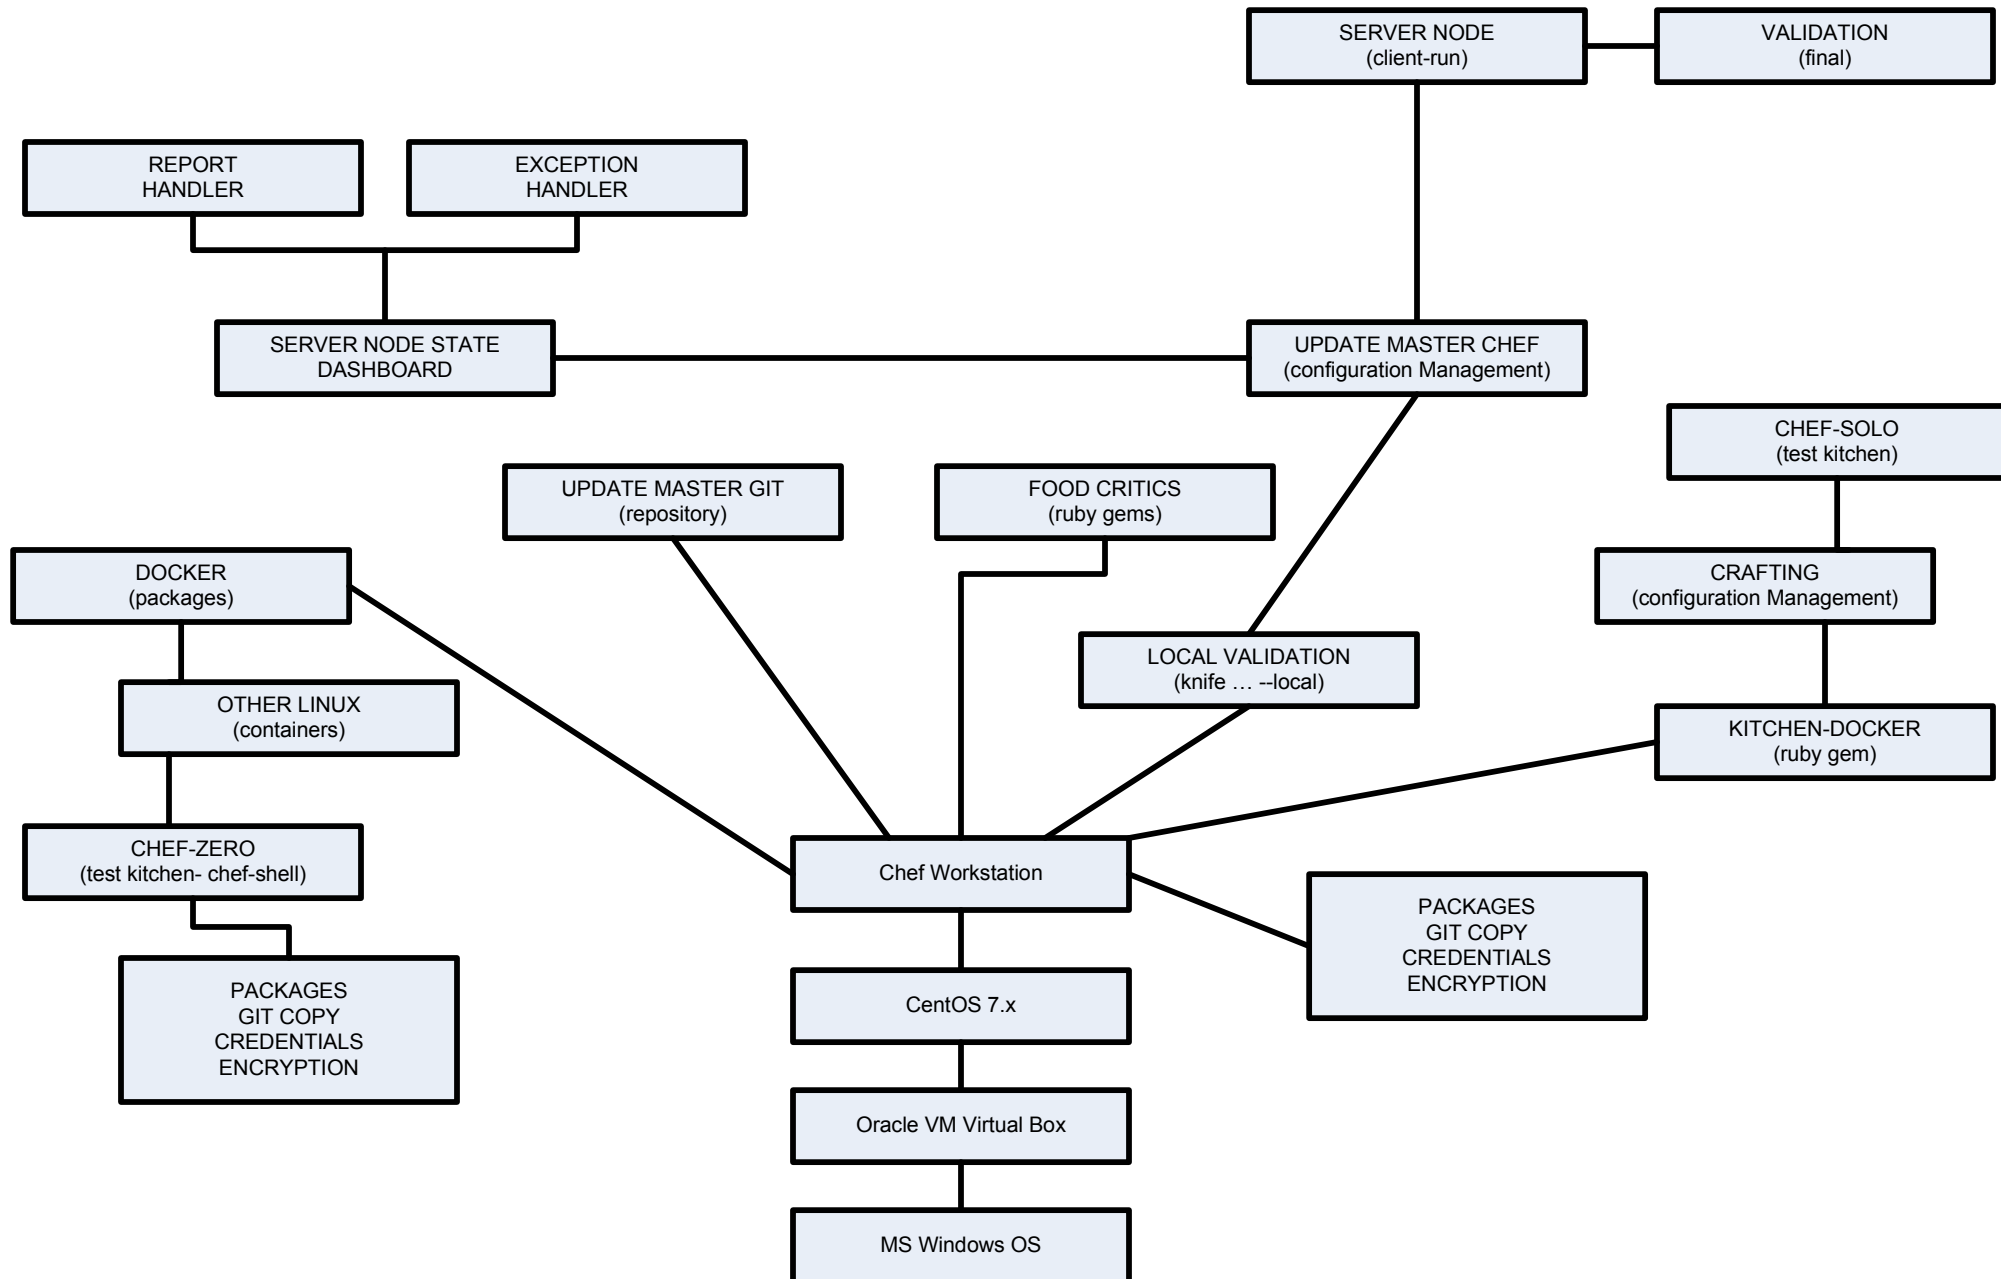 SERVER NODE
(client-run)
VALIDATION
(final)
REPORT
HANDLER
EXCEPTION
HANDLER
SERVER NODE STATE
DASHBOARD
UPDATE MASTER CHEF
(configuration Management)
CHEF-SOLO
(test kitchen)
UPDATE MASTER GIT
(repository)
FOOD CRITICS
(ruby gems)
DOCKER
(packages)
CRAFTING
(configuration Management)
LOCAL VALIDATION
(knife … --local)
OTHER LINUX
(containers)
KITCHEN-DOCKER
(ruby gem)
CHEF-ZERO
(test kitchen- chef-shell)
Chef Workstation
PACKAGES
GIT COPY
CREDENTIALS
ENCRYPTION
PACKAGES
GIT COPY
CREDENTIALS
ENCRYPTION
CentOS 7.x
Oracle VM Virtual Box
MS Windows OS